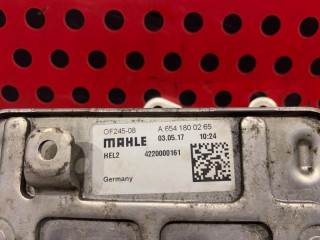 OF245-08 A 654 180 02 65
MAHLE 03.05.17 10:24
HEL2 4220000161
Germany